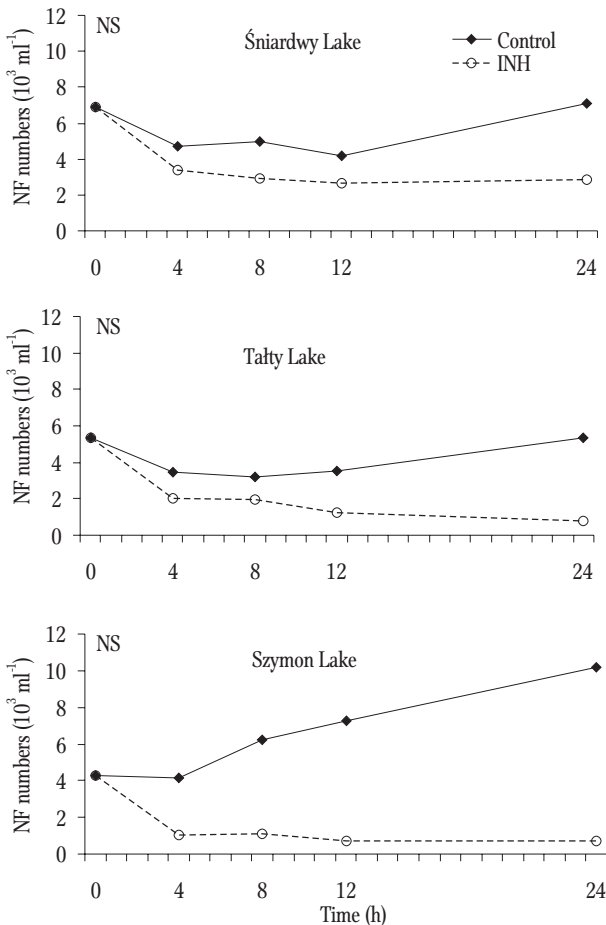 12
10
8
6
4
2
0
NF numbers (10³ ml⁻¹)
NS
Śniardwy Lake
Control
INH
0 4 8 12 24
12
10
8
6
4
2
0
NF numbers (10³ ml⁻¹)
NS
Tałty Lake
0 4 8 12 24
12
10
8
6
4
2
0
NF numbers (10³ ml⁻¹)
NS
Szymon Lake
0 4 8 12 24
Time (h)